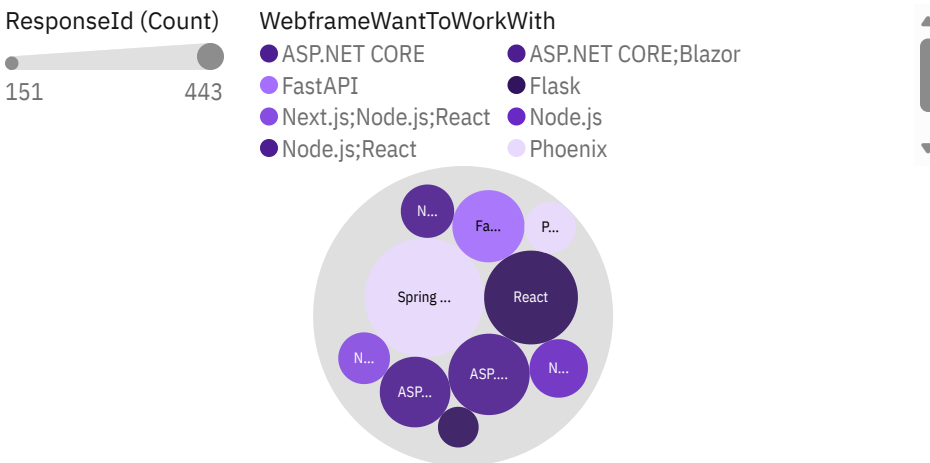 ResponseId (Count)
151
443
WebframeWantToWorkWith
ASP.NET CORE
ASP.NET CORE;Blazor
FastAPI
Flask
Next.js;Node.js;React
Node.js
Node.js;React
Phoenix
N...
Fa...
P...
Spring ...
React
N...
ASP...
ASP....
N...